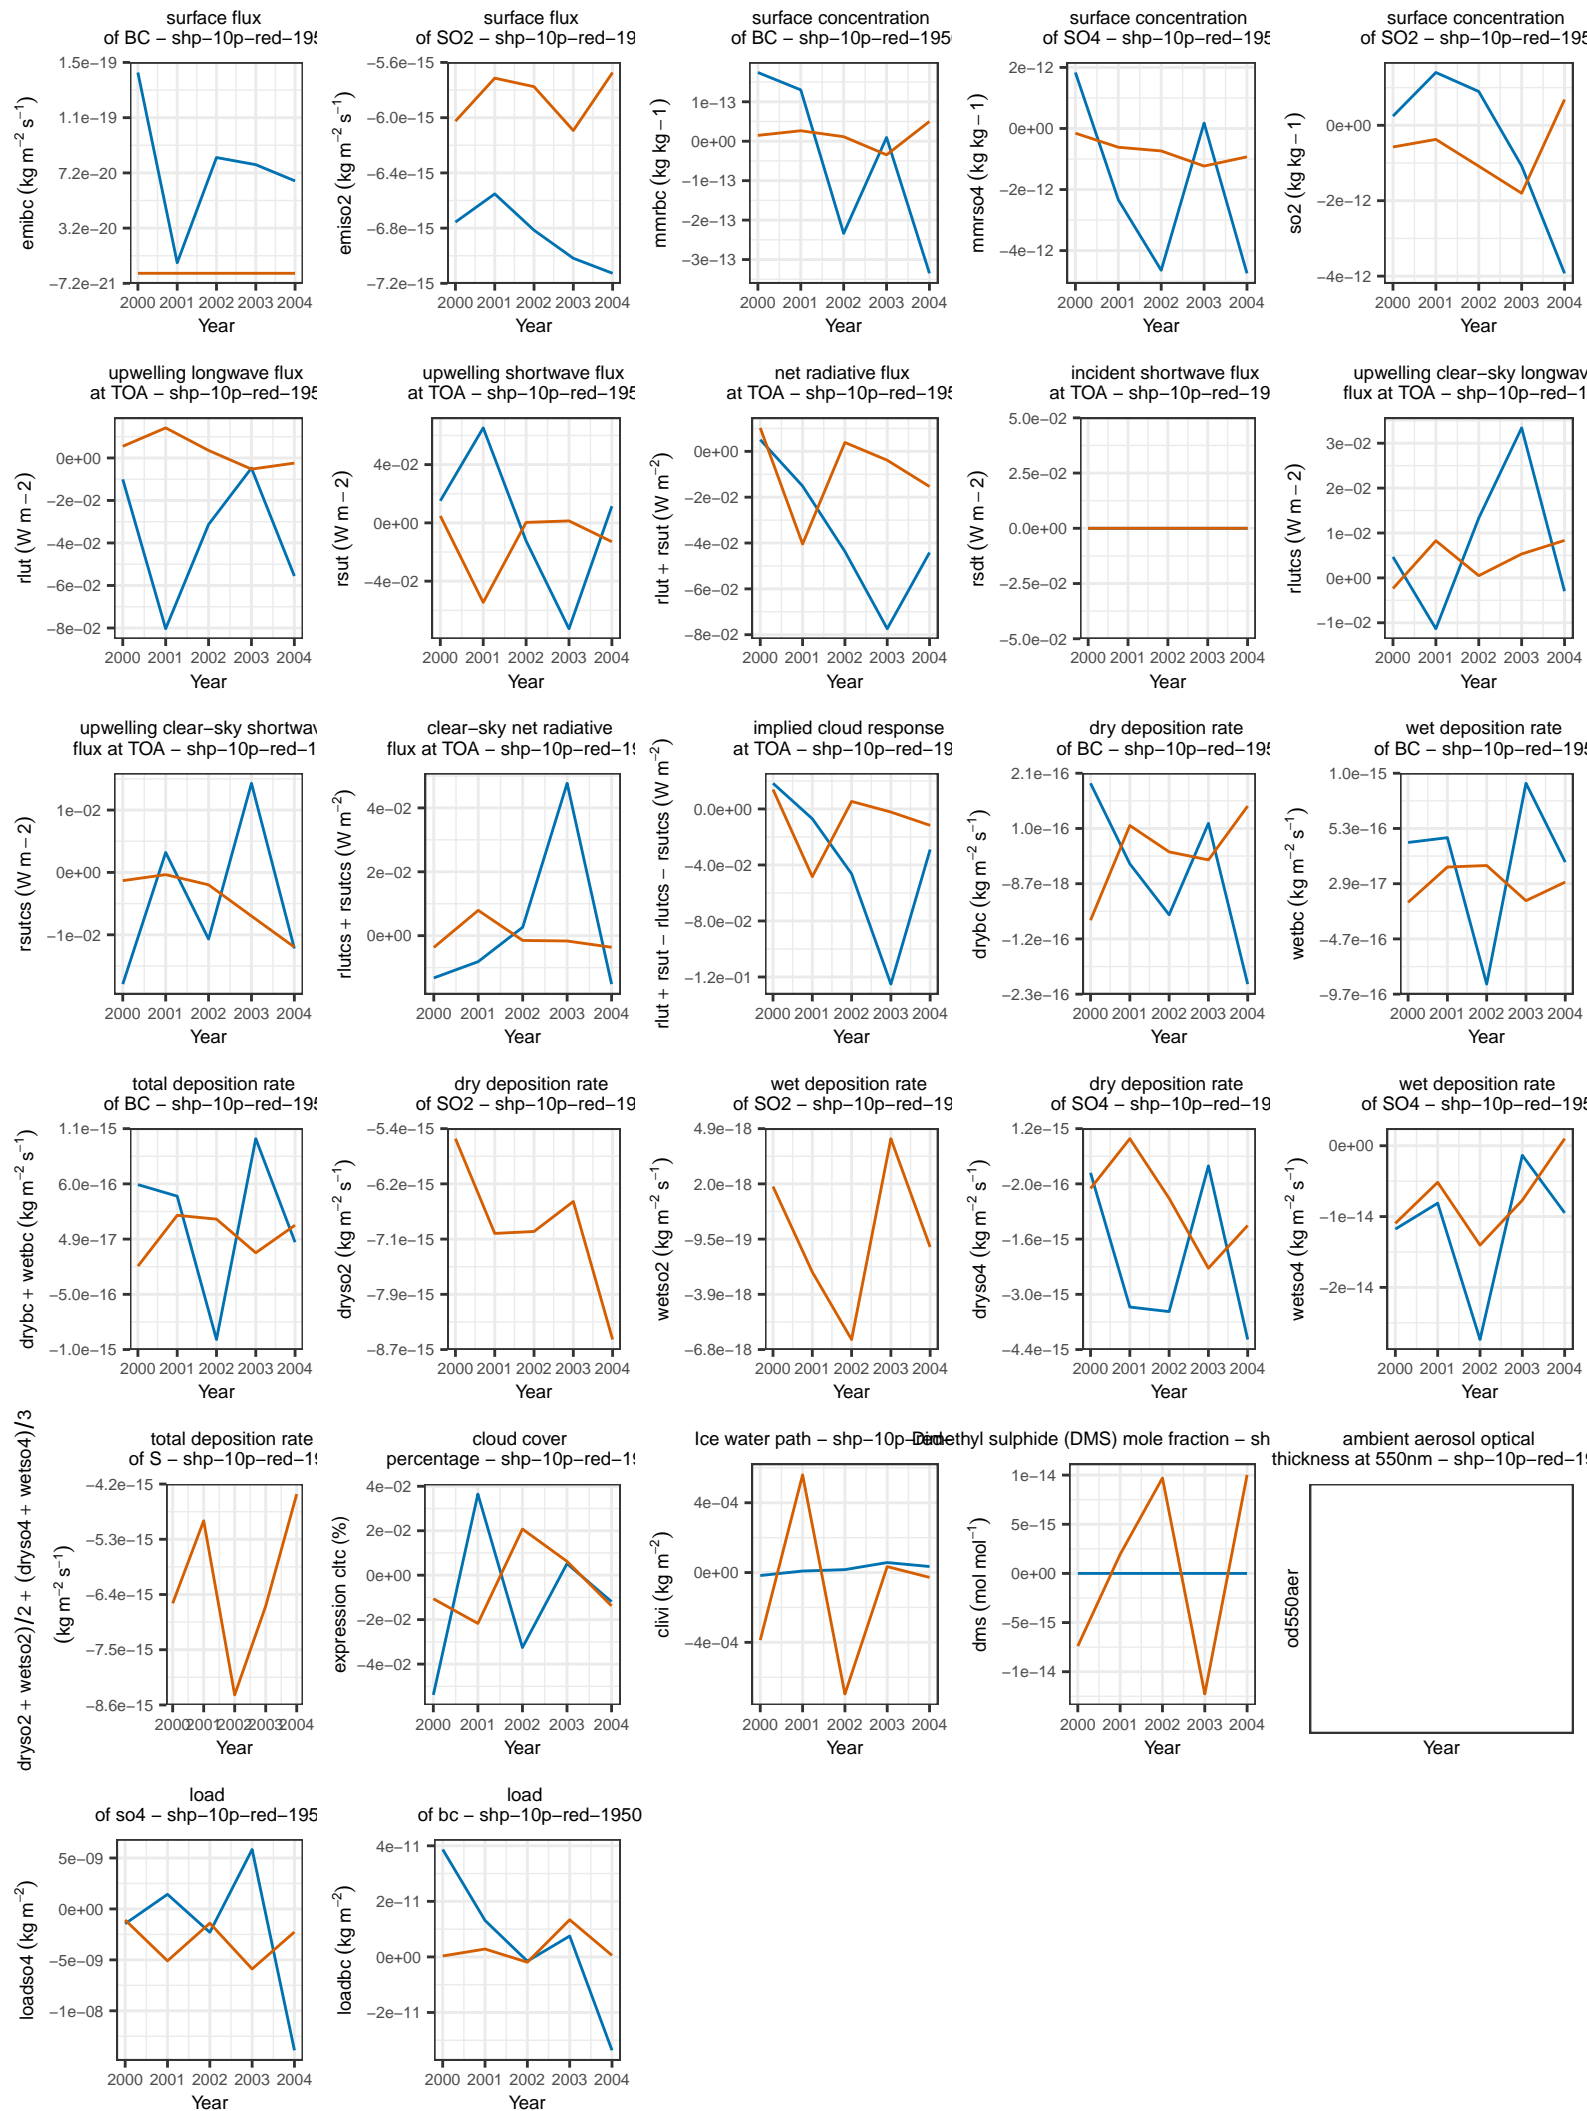 surface flux
of BC − shp−10p−red−195
1.5e−19
1.1e−19
7.2e−20
3.2e−20
−7.2e−21
emibc (kg m⁻² s⁻¹)
2000 2001 2002 2003 2004
Year
surface flux
of SO2 − shp−10p−red−19
−5.6e−15
−6.0e−15
−6.4e−15
−6.8e−15
−7.2e−15
emiso2 (kg m⁻² s⁻¹)
2000 2001 2002 2003 2004
Year
surface concentration
of BC − shp−10p−red−195
1e−13
0e+00
−1e−13
−2e−13
−3e−13
mmrbc (kg kg − 1)
2000 2001 2002 2003 2004
Year
surface concentration
of SO4 − shp−10p−red−195
2e−12
0e+00
−2e−12
−4e−12
mmrso4 (kg kg − 1)
2000 2001 2002 2003 2004
Year
surface concentration
of SO2 − shp−10p−red−195
0e+00
−2e−12
−4e−12
so2 (kg kg − 1)
2000 2001 2002 2003 2004
Year
upwelling longwave flux
at TOA − shp−10p−red−195
0e+00
−2e−02
−4e−02
−6e−02
−8e−02
rlut (W m − 2)
2000 2001 2002 2003 2004
Year
upwelling shortwave flux
at TOA − shp−10p−red−195
4e−02
0e+00
−4e−02
rsut (W m − 2)
2000 2001 2002 2003 2004
Year
net radiative flux
at TOA − shp−10p−red−195
0e+00
−2e−02
−4e−02
−6e−02
−8e−02
rlut + rsut (W m⁻²)
2000 2001 2002 2003 2004
Year
incident shortwave flux
at TOA − shp−10p−red−19
5.0e−02
2.5e−02
0.0e+00
−2.5e−02
−5.0e−02
rsdt (W m − 2)
2000 2001 2002 2003 2004
Year
upwelling clear−sky longwav
flux at TOA − shp−10p−red−1
3e−02
2e−02
1e−02
0e+00
−1e−02
rlutcs (W m − 2)
2000 2001 2002 2003 2004
Year
upwelling clear−sky shortwav
flux at TOA − shp−10p−red−1
1e−02
0e+00
−1e−02
rsutcs (W m − 2)
2000 2001 2002 2003 2004
Year
clear−sky net radiative
flux at TOA − shp−10p−red−19
4e−02
2e−02
0e+00
rlutcs + rsutcs (W m⁻²)
2000 2001 2002 2003 2004
Year
implied cloud response
at TOA − shp−10p−red−19
0.0e+00
−4.0e−02
−8.0e−02
−1.2e−01
rlut + rsut − rlutcs − rsutcs (W m⁻²)
2000 2001 2002 2003 2004
Year
dry deposition rate
of BC − shp−10p−red−195
2.1e−16
1.0e−16
−8.7e−18
−1.2e−16
−2.3e−16
drybc (kg m⁻² s⁻¹)
2000 2001 2002 2003 2004
Year
wet deposition rate
of BC − shp−10p−red−195
1.0e−15
5.3e−16
2.9e−17
−4.7e−16
−9.7e−16
wetbc (kg m⁻² s⁻¹)
2000 2001 2002 2003 2004
Year
total deposition rate
of BC − shp−10p−red−195
1.1e−15
6.0e−16
4.9e−17
−5.0e−16
−1.0e−15
drybc + wetbc (kg m⁻² s⁻¹)
2000 2001 2002 2003 2004
Year
dry deposition rate
of SO2 − shp−10p−red−19
−5.4e−15
−6.2e−15
−7.1e−15
−7.9e−15
−8.7e−15
dryso2 (kg m⁻² s⁻¹)
2000 2001 2002 2003 2004
Year
wet deposition rate
of SO2 − shp−10p−red−19
4.9e−18
2.0e−18
−9.5e−19
−3.9e−18
−6.8e−18
wetso2 (kg m⁻² s⁻¹)
2000 2001 2002 2003 2004
Year
dry deposition rate
of SO4 − shp−10p−red−19
1.2e−15
−2.0e−16
−1.6e−15
−3.0e−15
−4.4e−15
dryso4 (kg m⁻² s⁻¹)
2000 2001 2002 2003 2004
Year
wet deposition rate
of SO4 − shp−10p−red−195
0e+00
−1e−14
−2e−14
wetso4 (kg m⁻² s⁻¹)
2000 2001 2002 2003 2004
Year
total deposition rate
of S − shp−10p−red−19
−4.2e−15
−5.3e−15
−6.4e−15
−7.5e−15
−8.6e−15
dryso2 + wetso2)/2 + (dryso4 + wetso4)/3
(kg m⁻² s⁻¹)
2000 2001 2002 2003 2004
Year
cloud cover
percentage − shp−10p−red−19
4e−02
2e−02
0e+00
−2e−02
−4e−02
expression cltc (%)
2000 2001 2002 2003 2004
Year
Ice water path − shp−10p−red−
4e−04
0e+00
−4e−04
clivi (kg m⁻²)
2000 2001 2002 2003 2004
Year
Dimethyl sulphide (DMS) mole fraction − sh
1e−14
5e−15
0e+00
−5e−15
−1e−14
dms (mol mol⁻¹)
2000 2001 2002 2003 2004
Year
ambient aerosol optical
thickness at 550nm − shp−10p−red−19
od550aer
Year
load
of so4 − shp−10p−red−195
5e−09
0e+00
−5e−09
−1e−08
loadso4 (kg m⁻²)
2000 2001 2002 2003 2004
Year
load
of bc − shp−10p−red−1950
4e−11
2e−11
0e+00
−2e−11
loadbc (kg m⁻²)
2000 2001 2002 2003 2004
Year